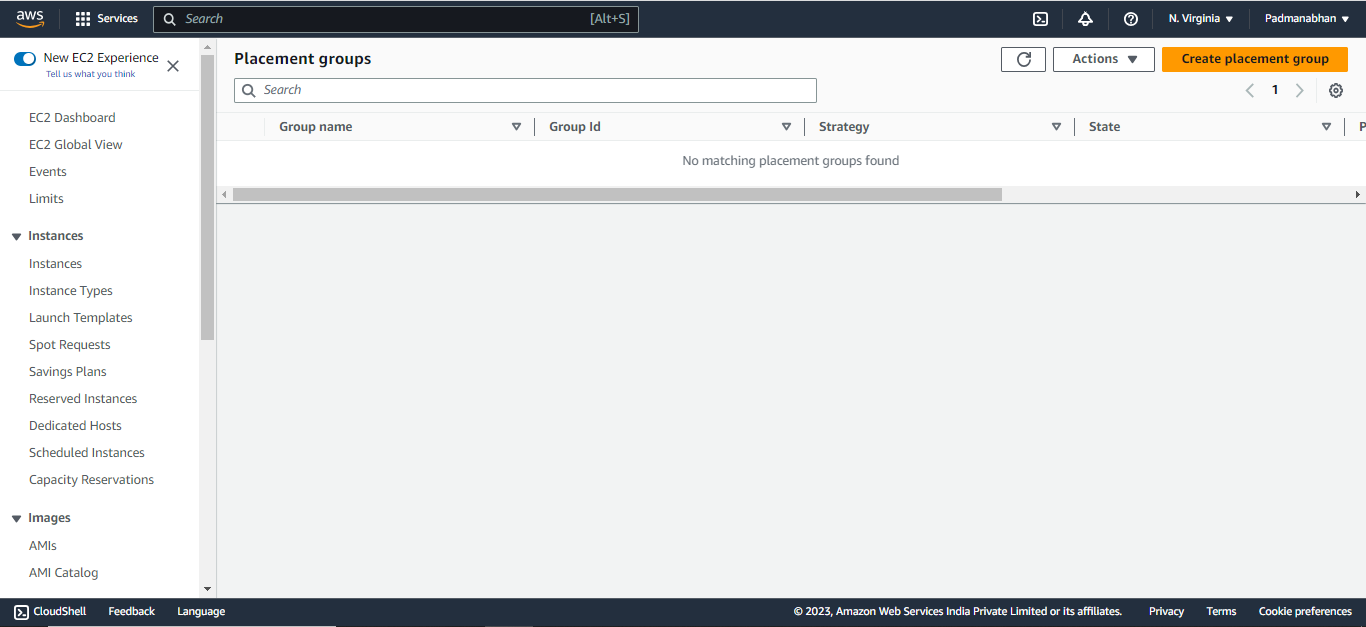 aws Services Search [Alt+S] N. Virginia Padmanabhan
New EC2 Experience
Tell us what you think
EC2 Dashboard
EC2 Global View
Events
Limits
Instances
Instances
Instance Types
Launch Templates
Spot Requests
Savings Plans
Reserved Instances
Dedicated Hosts
Scheduled Instances
Capacity Reservations
Images
AMIs
AMI Catalog
Placement groups Actions Create placement group
Search 1
Group name Group Id Strategy State P
No matching placement groups found
CloudShell Feedback Language © 2023, Amazon Web Services India Private Limited or its affiliates. Privacy Terms Cookie preferences